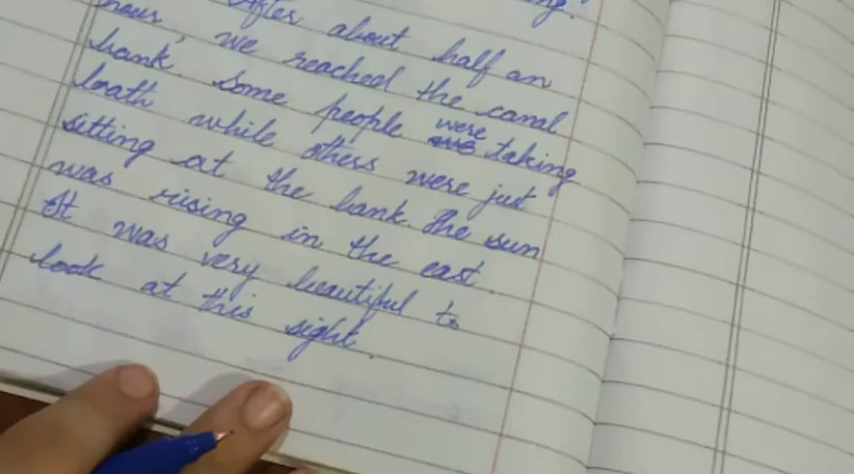 After about half an
hour, we reached the canal
bank. Some people were taking
bath while others were just
sitting at the bank. The sun
was rising in the east.
It was very beautiful to
look at this sight.